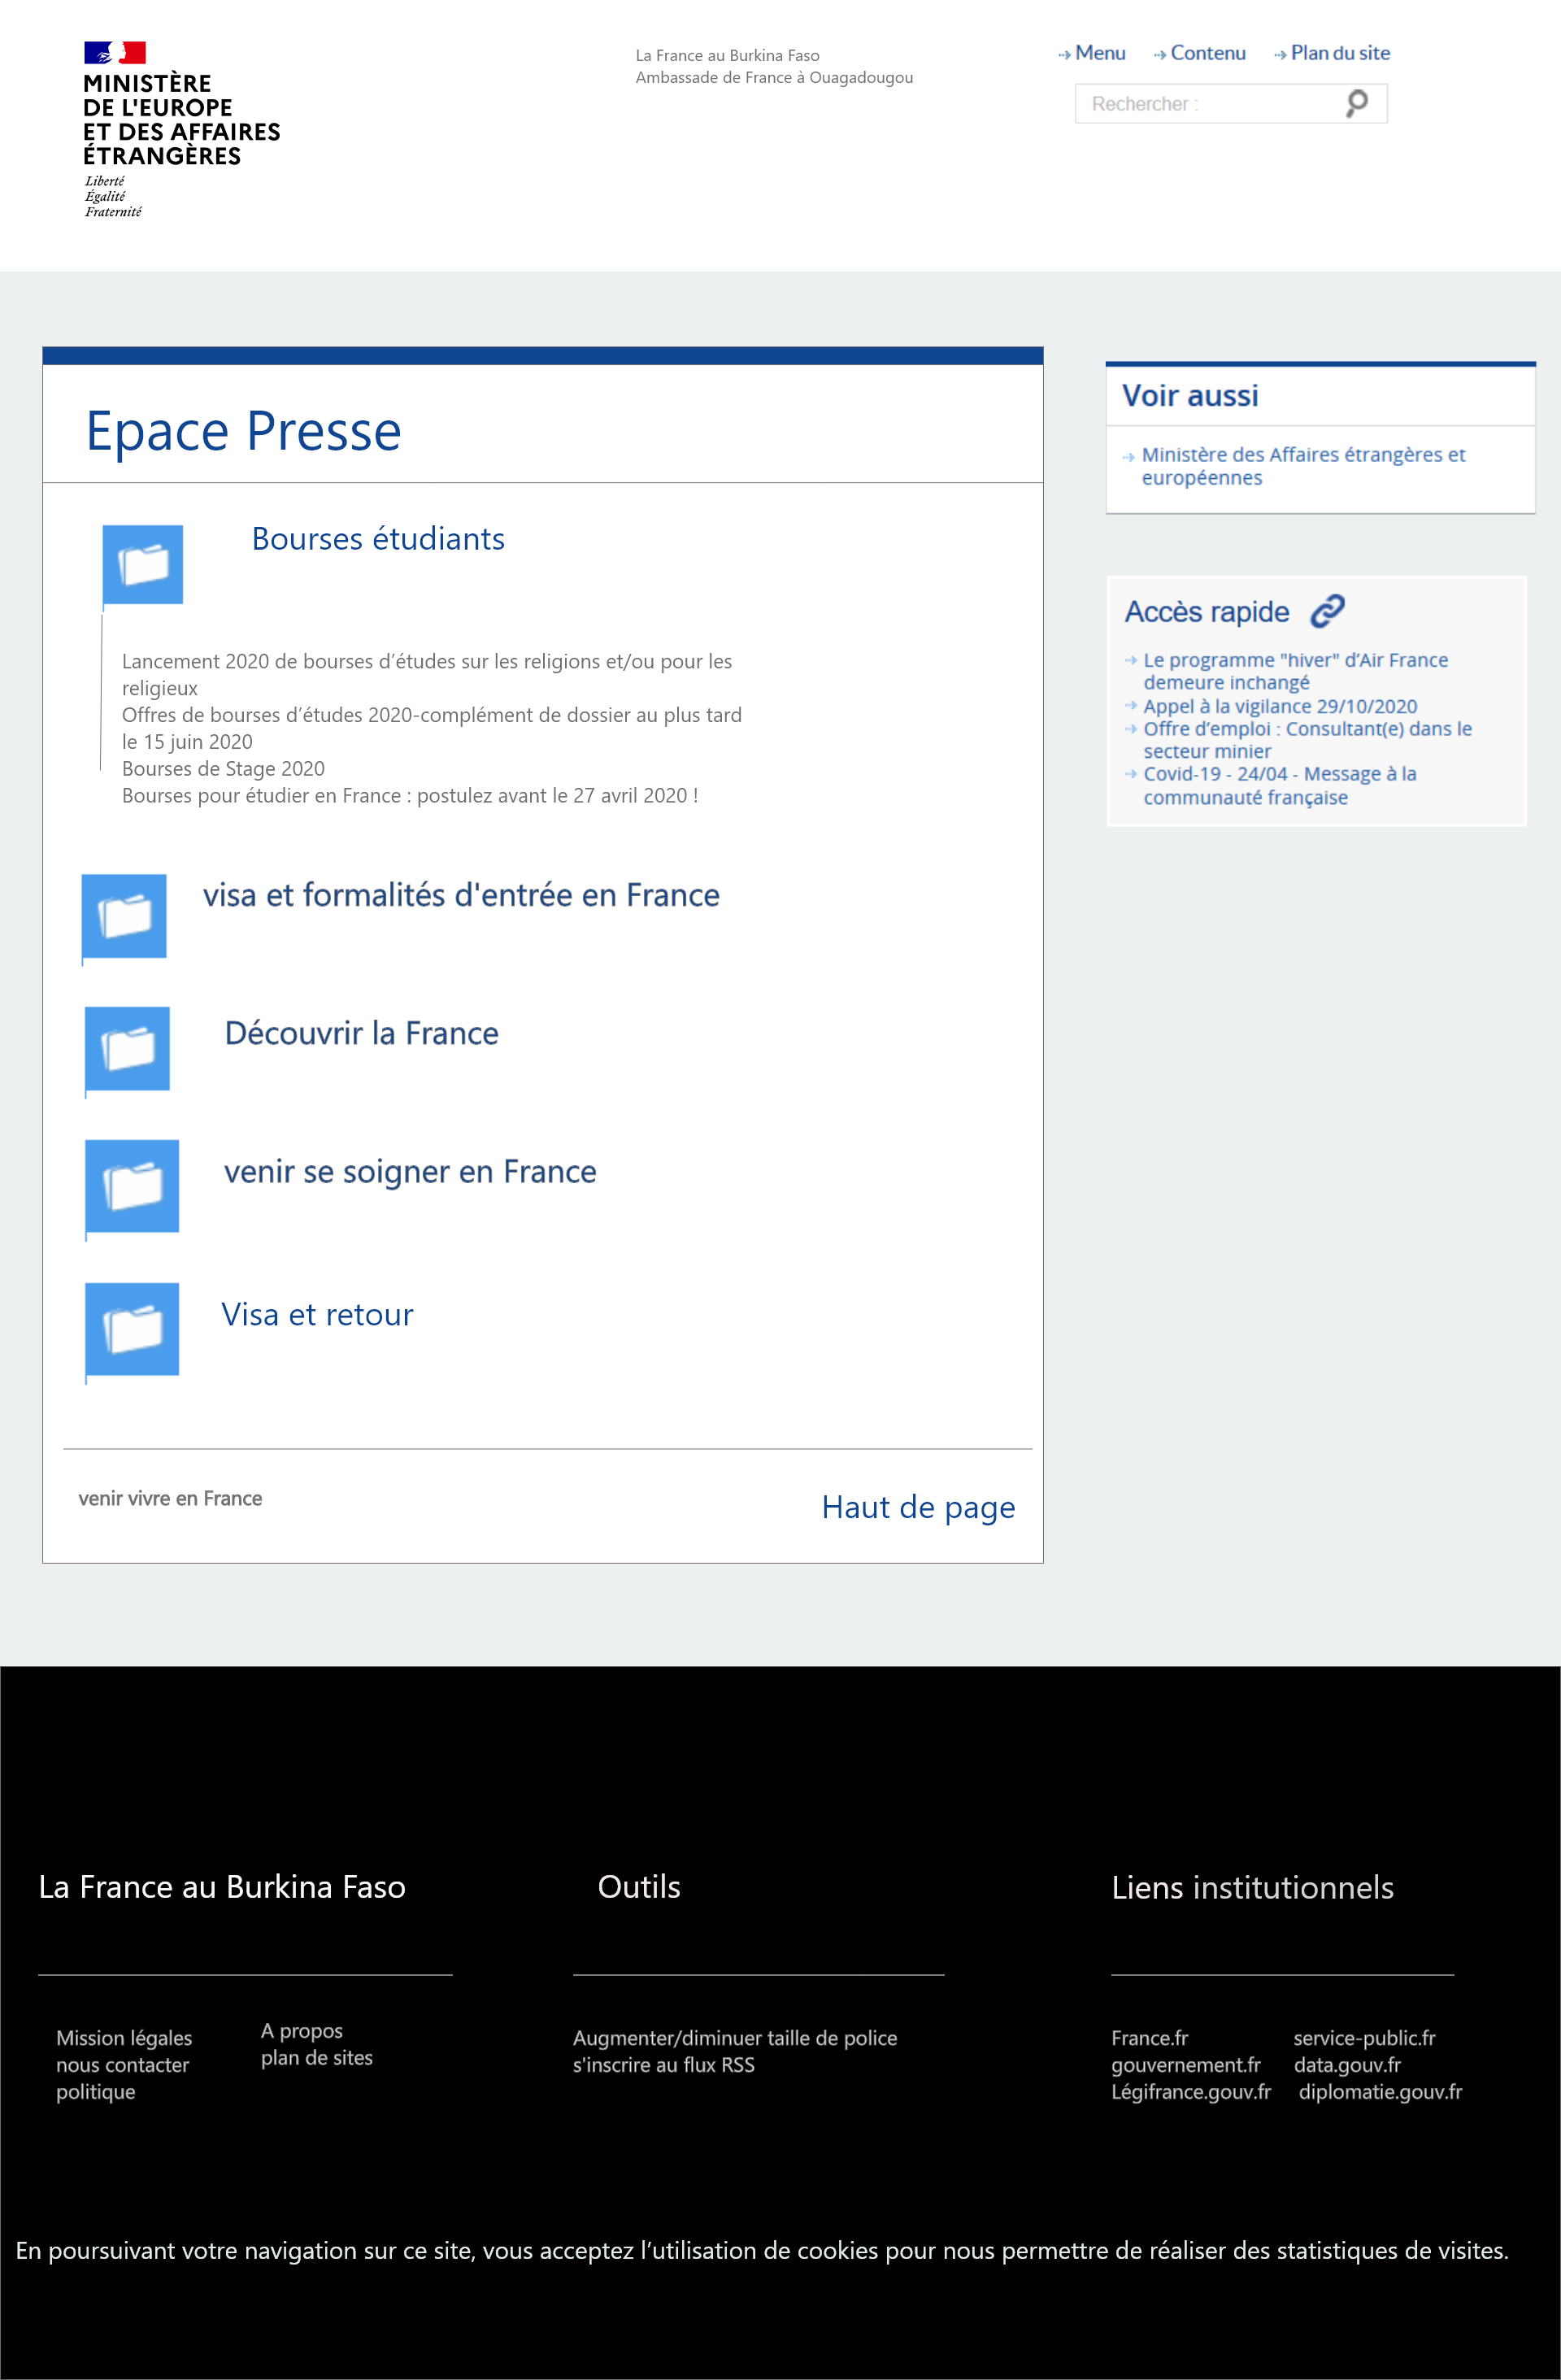 MINISTÈRE
DE L'EUROPE
ET DES AFFAIRES
ÉTRANGÈRES
Liberté
Égalité
Fraternité
La France au Burkina Faso
Ambassade de France à Ouagadougou
Menu Contenu Plan du site
Rechercher :
Epace Presse
Bourses étudiants
Lancement 2020 de bourses d’études sur les religions et/ou pour les
religieux
Offres de bourses d’études 2020-complément de dossier au plus tard
le 15 juin 2020
Bourses de Stage 2020
Bourses pour étudier en France : postulez avant le 27 avril 2020 !
visa et formalités d'entrée en France
Découvrir la France
venir se soigner en France
Visa et retour
venir vivre en France
Haut de page
Voir aussi
Ministère des Affaires étrangères et
européennes
Accès rapide
Le programme "hiver" d’Air France
demeure inchangé
Appel à la vigilance 29/10/2020
Offre d’emploi : Consultant(e) dans le
secteur minier
Covid-19 - 24/04 - Message à la
communauté française
La France au Burkina Faso
Mission légales
nous contacter
politique
A propos
plan de sites
Outils
Augmenter/diminuer taille de police
s'inscrire au flux RSS
Liens institutionnels
France.fr service-public.fr
gouvernement.fr data.gouv.fr
Légifrance.gouv.fr diplomatie.gouv.fr
En poursuivant votre navigation sur ce site, vous acceptez l’utilisation de cookies pour nous permettre de réaliser des statistiques de visites.